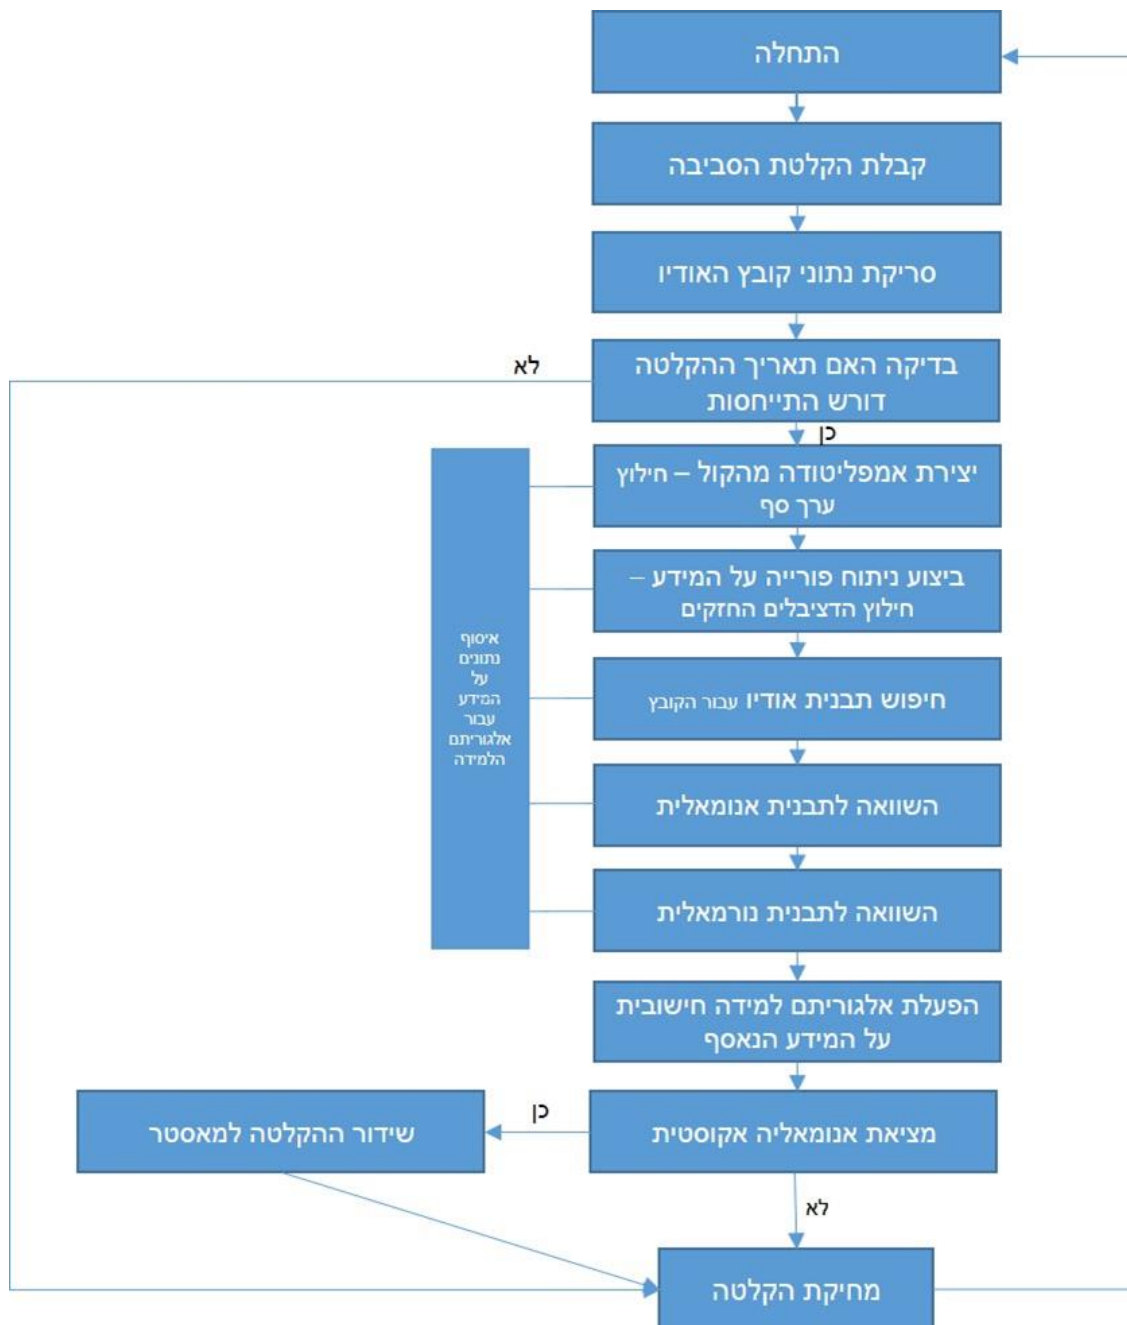 התחלה
קבלת הקלטת הסביבה
סריקת נתוני קובץ האודיו
בדיקה האם תאריך ההקלטה
דורש התייחסות
לא
כן
יצירת אמפליטודה מהקול – חילוץ
ערך סף
ביצוע ניתוח פורייה על המידע –
חילוץ הדציבלים החזקים
חיפוש תבנית אודיו עבור הקובץ
השוואה לתבנית אנומאלית
השוואה לתבנית נורמאלית
איסוף
נתונים
על
המידע
עבור
אלגוריתם
הלמידה
הפעלת אלגוריתם למידה חישובית
על המידע הנאסף
מציאת אנומאליה אקוסטית
כן
שידור ההקלטה למאסטר
לא
מחיקת הקלטה